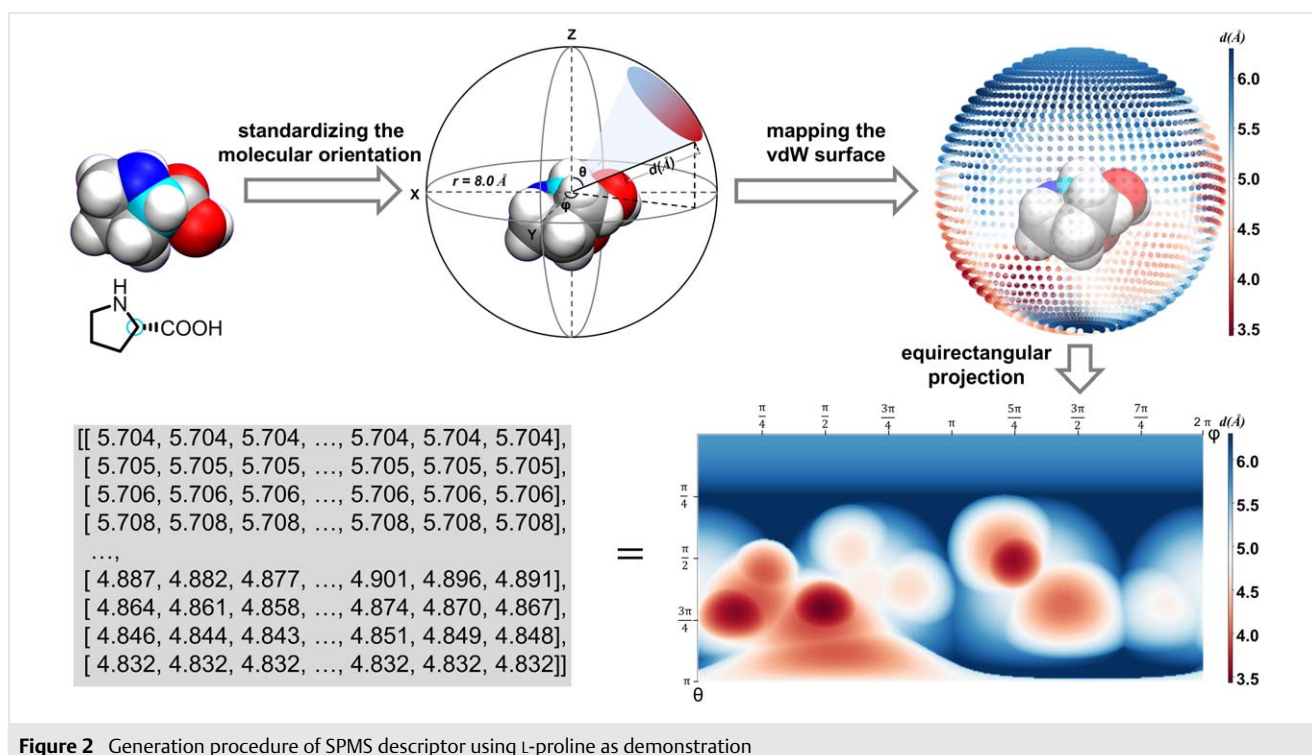 standardizing the
molecular orientation
Z
X
Y
r = 8.0 Å
θ
φ
d(Å)
mapping the
vdW surface
d(Å)
6.0
5.5
5.0
4.5
4.0
3.5
H
N
COOH
equirectangular
projection
[[ 5.704, 5.704, 5.704, ..., 5.704, 5.704, 5.704],
[ 5.705, 5.705, 5.705, ..., 5.705, 5.705, 5.705],
[ 5.706, 5.706, 5.706, ..., 5.706, 5.706, 5.706],
[ 5.708, 5.708, 5.708, ..., 5.708, 5.708, 5.708],
...,
[ 4.887, 4.882, 4.877, ..., 4.901, 4.896, 4.891],
[ 4.864, 4.861, 4.858, ..., 4.874, 4.870, 4.867],
[ 4.846, 4.844, 4.843, ..., 4.851, 4.849, 4.848],
[ 4.832, 4.832, 4.832, ..., 4.832, 4.832, 4.832]]
=
π/4 π/2 3π/4 π 5π/4 3π/2 7π/4 2 π φ
π/4
π/2
3π/4
π
θ
d(Å)
6.0
5.5
5.0
4.5
4.0
3.5
Figure 2 Generation procedure of SPMS descriptor using L-proline as demonstration